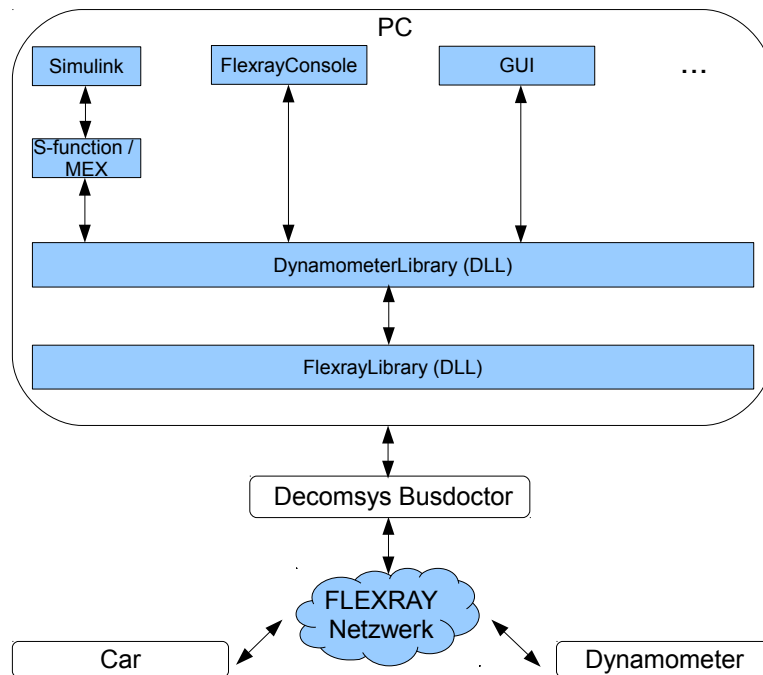 PC
Simulink
FlexrayConsole
GUI
...
S-function /
MEX
DynamometerLibrary (DLL)
FlexrayLibrary (DLL)
Decomsys Busdoctor
FLEXRAY
Netzwerk
Car
Dynamometer